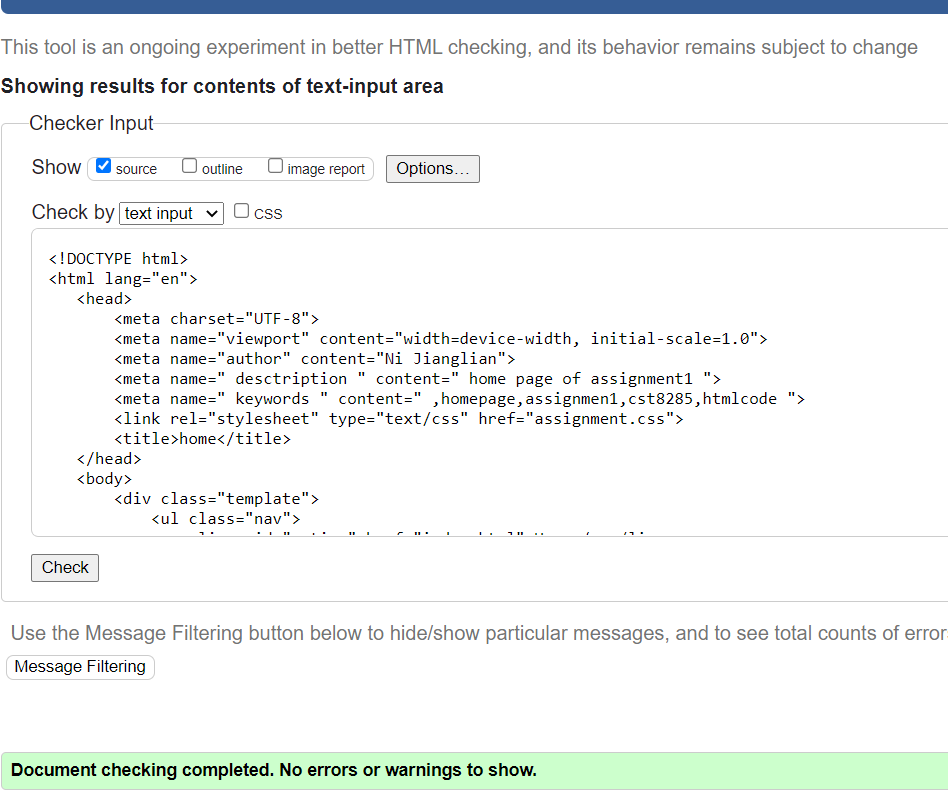 This tool is an ongoing experiment in better HTML checking, and its behavior remains subject to change
Showing results for contents of text-input area
Checker Input
Show source outline image report Options...
Check by text input CSS
<!DOCTYPE html>
<html lang="en">
<head>
<meta charset="UTF-8">
<meta name="viewport" content="width=device-width, initial-scale=1.0">
<meta name="author" content="Ni Jianglian">
<meta name=" desctription " content=" home page of assignment1 ">
<meta name=" keywords " content=" ,homepage,assignmen1,cst8285,htmlcode ">
<link rel="stylesheet" type="text/css" href="assignment.css">
<title>home</title>
</head>
<body>
<div class="template">
<ul class="nav">
Check
Use the Message Filtering button below to hide/show particular messages, and to see total counts of error
Message Filtering
Document checking completed. No errors or warnings to show.